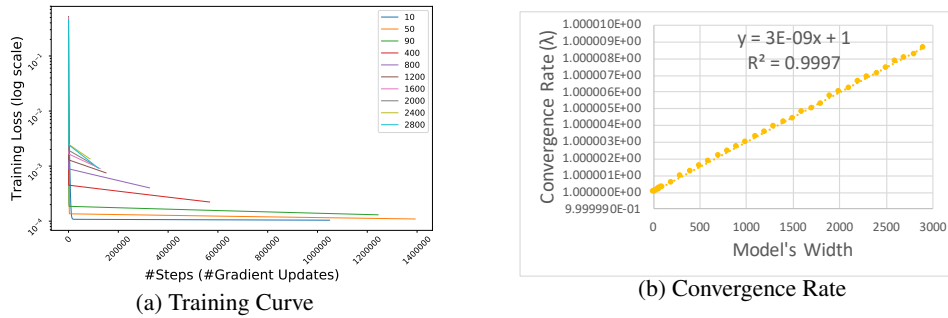 Training Loss (log scale)
10⁻¹
10⁻²
10⁻³
10⁻⁴
10
50
90
400
800
1200
1600
2000
2400
2800
0
200000
400000
600000
800000
1000000
1200000
1400000
#Steps (#Gradient Updates)
(a) Training Curve
Convergence Rate (λ)
1.000010E+00
1.000009E+00
1.000008E+00
1.000007E+00
1.000006E+00
1.000005E+00
1.000004E+00
1.000003E+00
1.000002E+00
1.000001E+00
1.000000E+00
9.999990E-01
y = 3E-09x + 1
R² = 0.9997
0 500 1000 1500 2000 2500 3000
Model's Width
(b) Convergence Rate